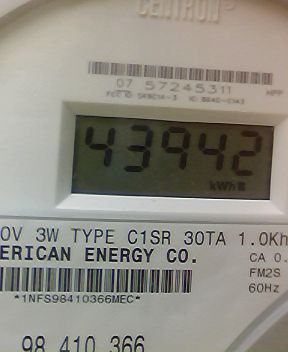 CENTRON
07 57245311
43942
kWh
0V 3W TYPE C1SR 30TA 1.0Kh
ERICAN ENERGY CO.
CA 0.
FM2S
60Hz
*1NFS98410366MEC*
98 410 366